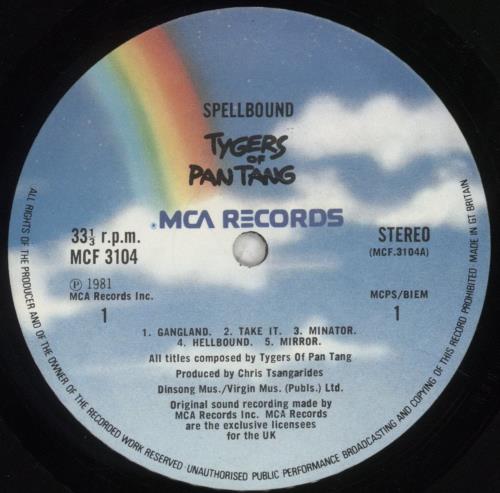 SPELLBOUND
TYGERS
OF
PAN TANG
MCA RECORDS
33⅓ r.p.m.
MCF 3104
STEREO
(MCF.3104A)
Ⓟ 1981
MCA Records Inc.
MCPS/BIEM
1
1
1. GANGLAND. 2. TAKE IT. 3. MINATOR.
4. HELLBOUND. 5. MIRROR.
All titles composed by Tygers Of Pan Tang
Produced by Chris Tsangarides
Dinsong Mus./Virgin Mus. (Publs.) Ltd.
Original sound recording made by
MCA Records Inc. MCA Records
are the exclusive licensees
for the UK
ALL RIGHTS OF THE PRODUCER AND OF THE OWNER OF THE RECORDED WORK RESERVED UNAUTHORISED PUBLIC PERFORMANCE BROADCASTING AND COPYING OF THIS RECORD PROHIBITED MADE IN GT BRITAIN